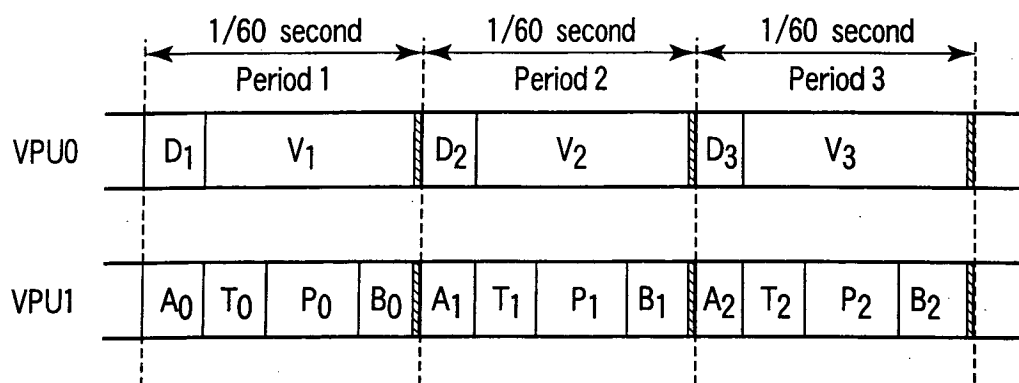 1/60 second 1/60 second 1/60 second
Period 1 Period 2 Period 3
VPU0 D1 V1 D2 V2 D3 V3
VPU1 A0 T0 P0 B0 A1 T1 P1 B1 A2 T2 P2 B2